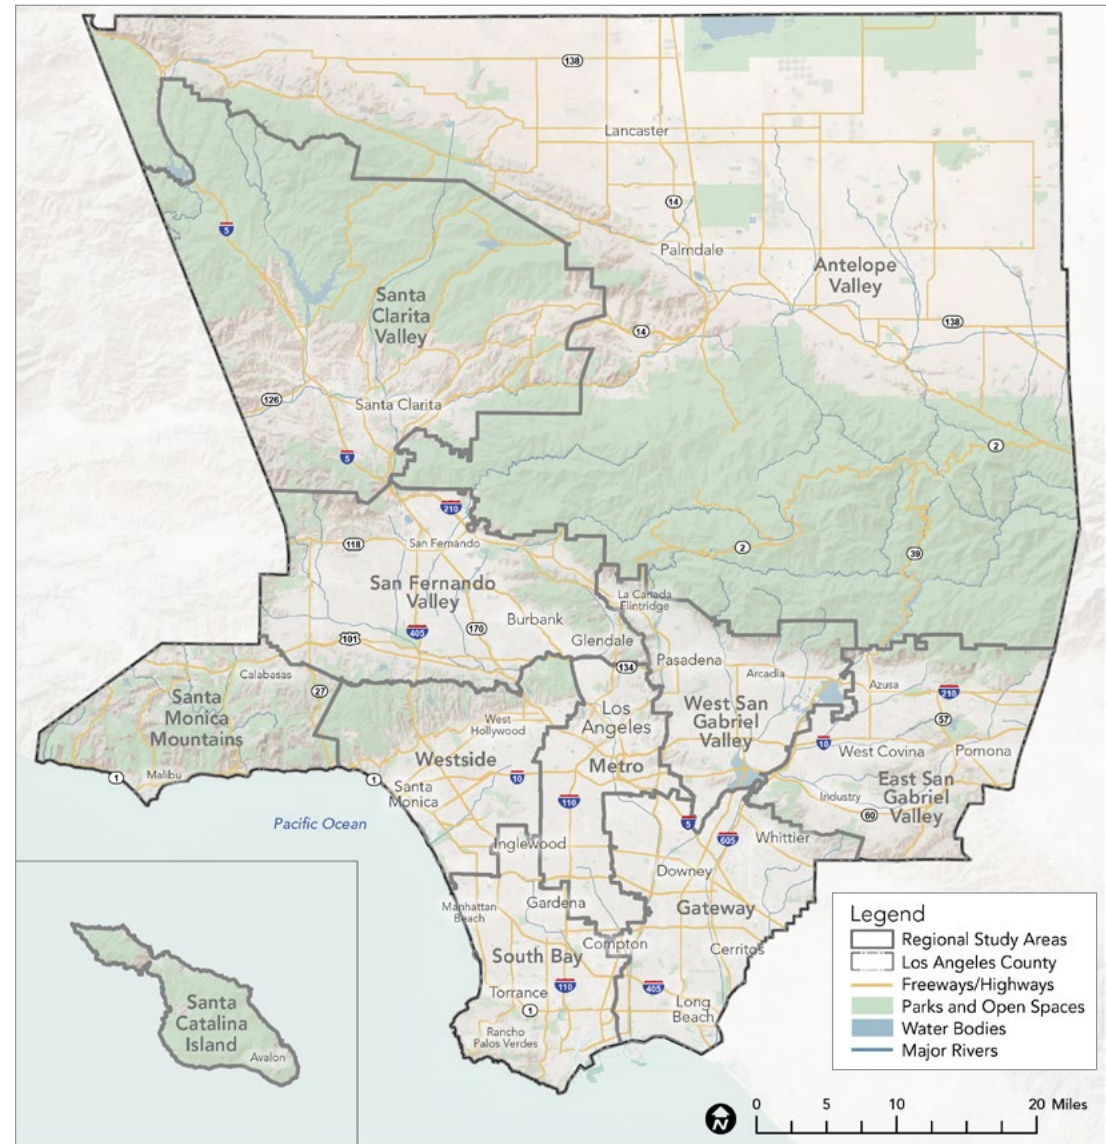 138
Lancaster
14
5
Palmdale
Antelope
Valley
Santa
Clarita
Valley
138
14
126
Santa Clarita
2
5
210
118
San Fernando
2
39
San Fernando
Valley
La Canada
Flintridge
Burbank
405
170
101
Glendale
134
Pasadena
Arcadia
Calabasas
27
Azusa
210
Santa
Monica
Mountains
West San
Gabriel
Valley
Los
Angeles
West
Hollywood
57
10
West Covina
Pomona
Westside
Metro
1
Malibu
1
Santa
Monica
10
110
East San
Gabriel
Valley
Industry
60
Pacific Ocean
5
605
Whittier
Inglewood
Downey
Manhattan
Beach
Gardena
Gateway
Compton
Cerritos
South Bay
Torrance
110
405
1
Long
Beach
Rancho
Palos Verdes
Santa
Catalina
Island
Avalon
Legend
Regional Study Areas
Los Angeles County
Freeways/Highways
Parks and Open Spaces
Water Bodies
Major Rivers
N
0 5 10 20 Miles